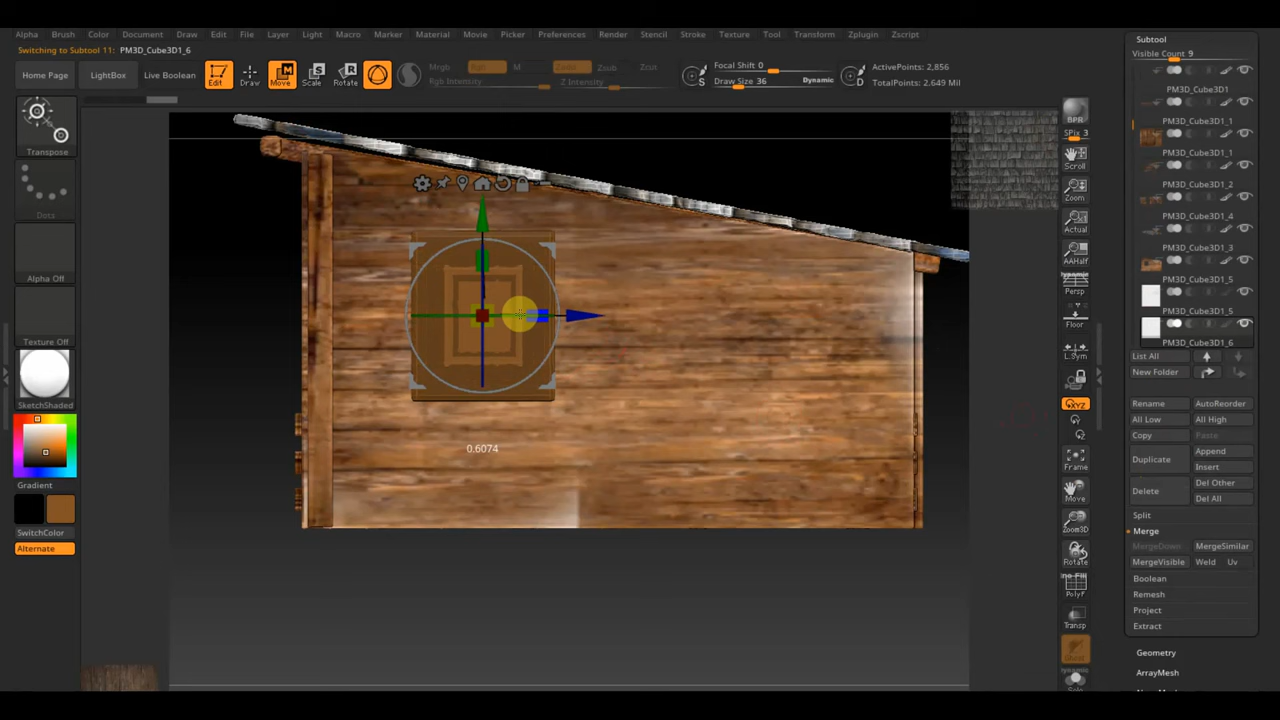 Alpha Brush Color Document Draw Edit File Layer Light Macro Marker Material Movie Picker Preferences Render Stencil Stroke Texture Tool Transform Zplugin Zscript
Switching to Subtool 11: PM3D_Cube3D1_6
Home Page
LightBox
Live Boolean
Edit
Draw
Move
Scale
Rotate
Mrgb
Rgb
M
Zadd
Zsub
Zcut
Rgb Intensity
Z Intensity
S
Focal Shift 0
Draw Size 36
Dynamic
D
ActivePoints: 2,856
TotalPoints: 2.649 Mil
Transpose
Dots
Alpha Off
Texture Off
SketchShaded
Gradient
SwitchColor
Alternate
0.6074
BPR
SPix 3
Scroll
Zoom
Actual
AAHalf
Persp
Floor
L.Sym
XYZ
Y
Z
Frame
Move
Zoom3D
Rotate
PolyF
Transp
Ghost
Solo
Subtool
Visible Count 9
PM3D_Cube3D1
PM3D_Cube3D1_1
PM3D_Cube3D1_1
PM3D_Cube3D1_2
PM3D_Cube3D1_4
PM3D_Cube3D1_3
PM3D_Cube3D1_5
PM3D_Cube3D1_5
PM3D_Cube3D1_6
List All
New Folder
Rename AutoReorder
All Low All High
Copy Paste
Duplicate Append
Insert
Delete Del Other
Del All
Split
Merge
MergeDown MergeSimilar
MergeVisible Weld Uv
Boolean
Remesh
Project
Extract
Geometry
ArrayMesh